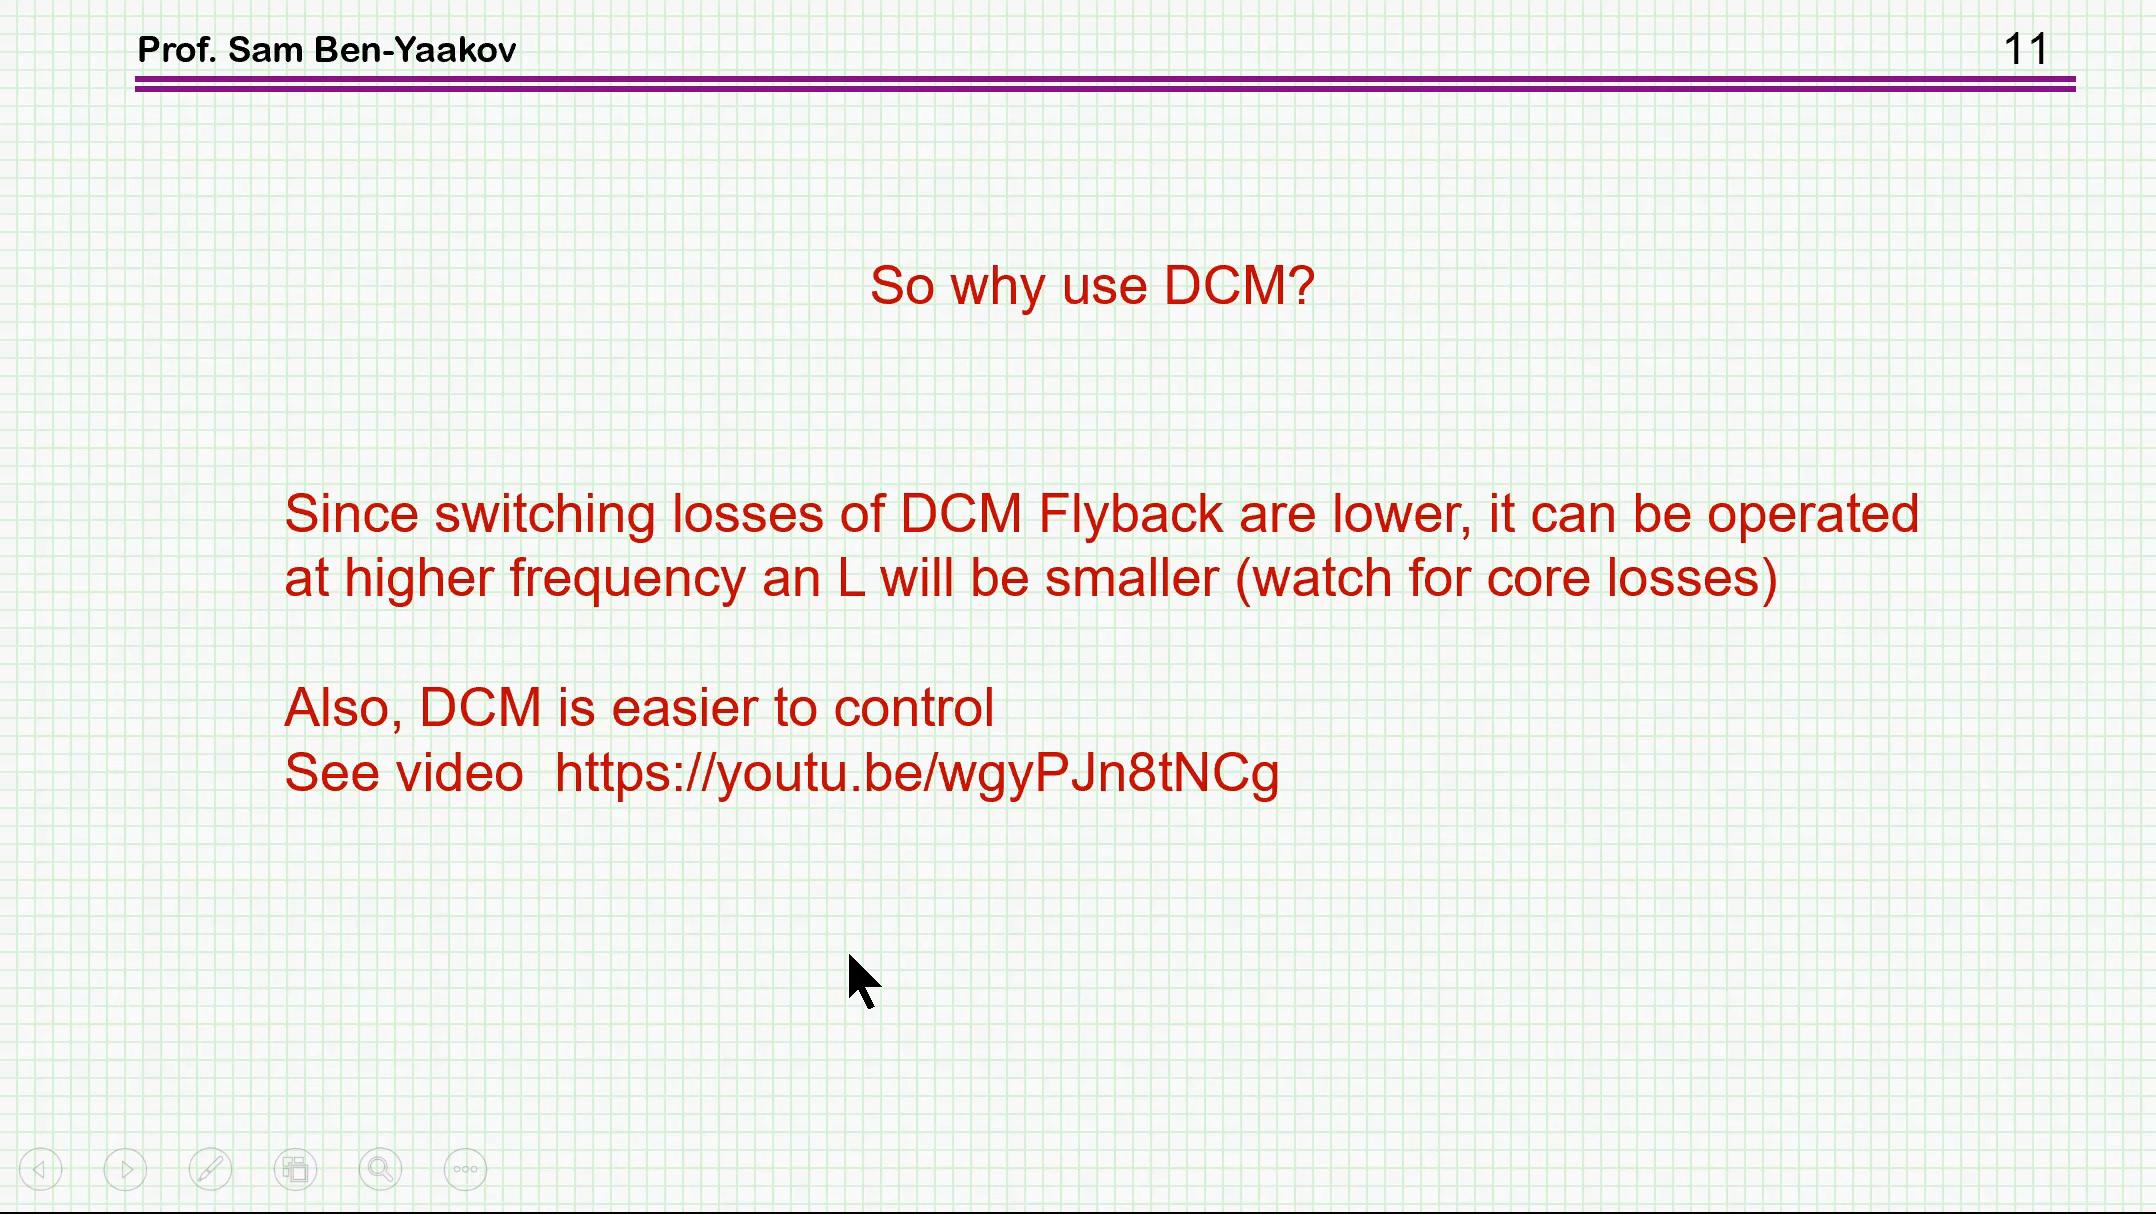 Prof. Sam Ben-Yaakov
11
So why use DCM?
Since switching losses of DCM Flyback are lower, it can be operated
at higher frequency an L will be smaller (watch for core losses)
Also, DCM is easier to control
See video  https://youtu.be/wgyPJn8tNCg